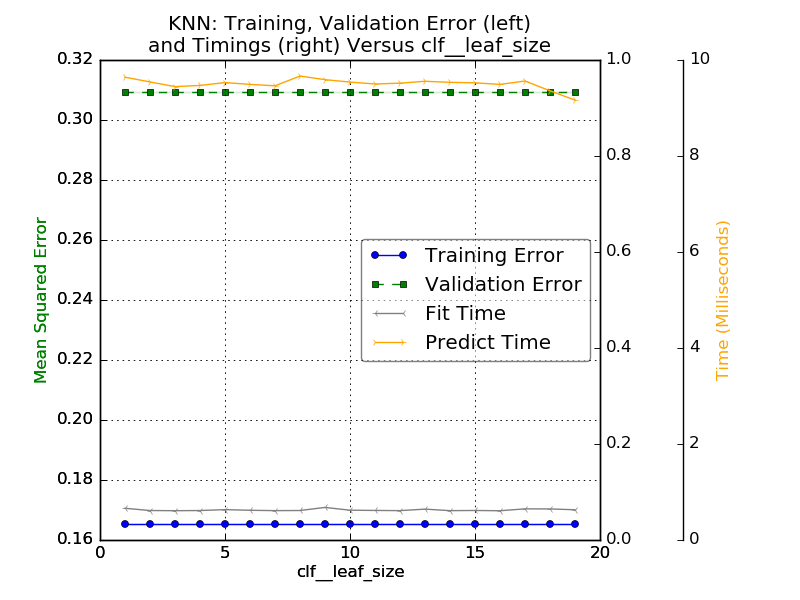 KNN: Training, Validation Error (left)
and Timings (right) Versus clf__leaf_size
Mean Squared Error
0.32
0.30
0.28
0.26
0.24
0.22
0.20
0.18
0.16
0
5
10
15
20
clf__leaf_size
Training Error
Validation Error
Fit Time
Predict Time
1.0
0.8
0.6
0.4
0.2
0.0
10
8
6
4
2
0
Time (Milliseconds)